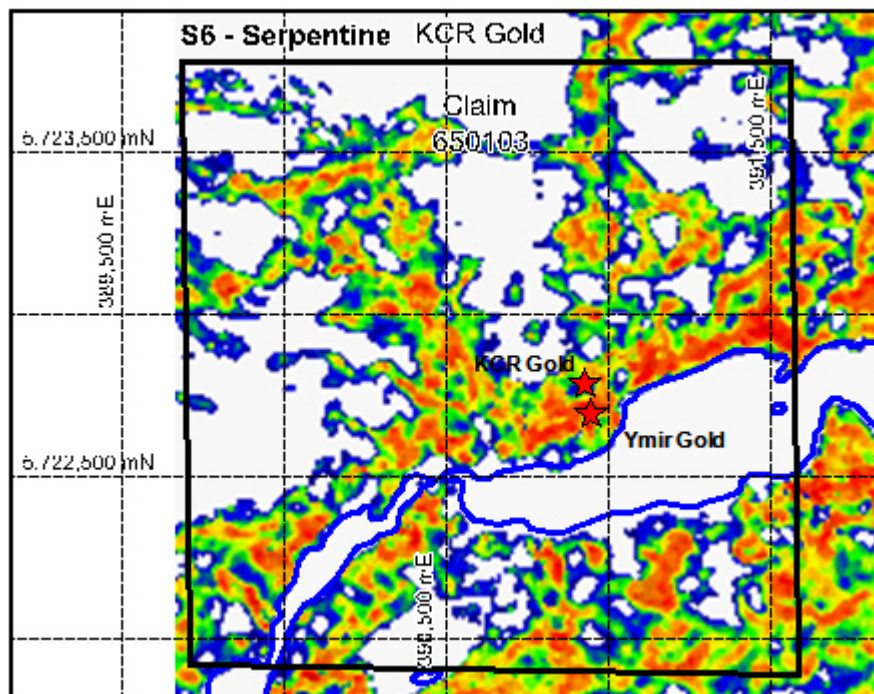 S6 - Serpentine KCR Gold
Claim
650103
6,723,500 mN
391,500 mE
389,500 mE
KCR Gold
Ymir Gold
6,722,500 mN
390,500 mE